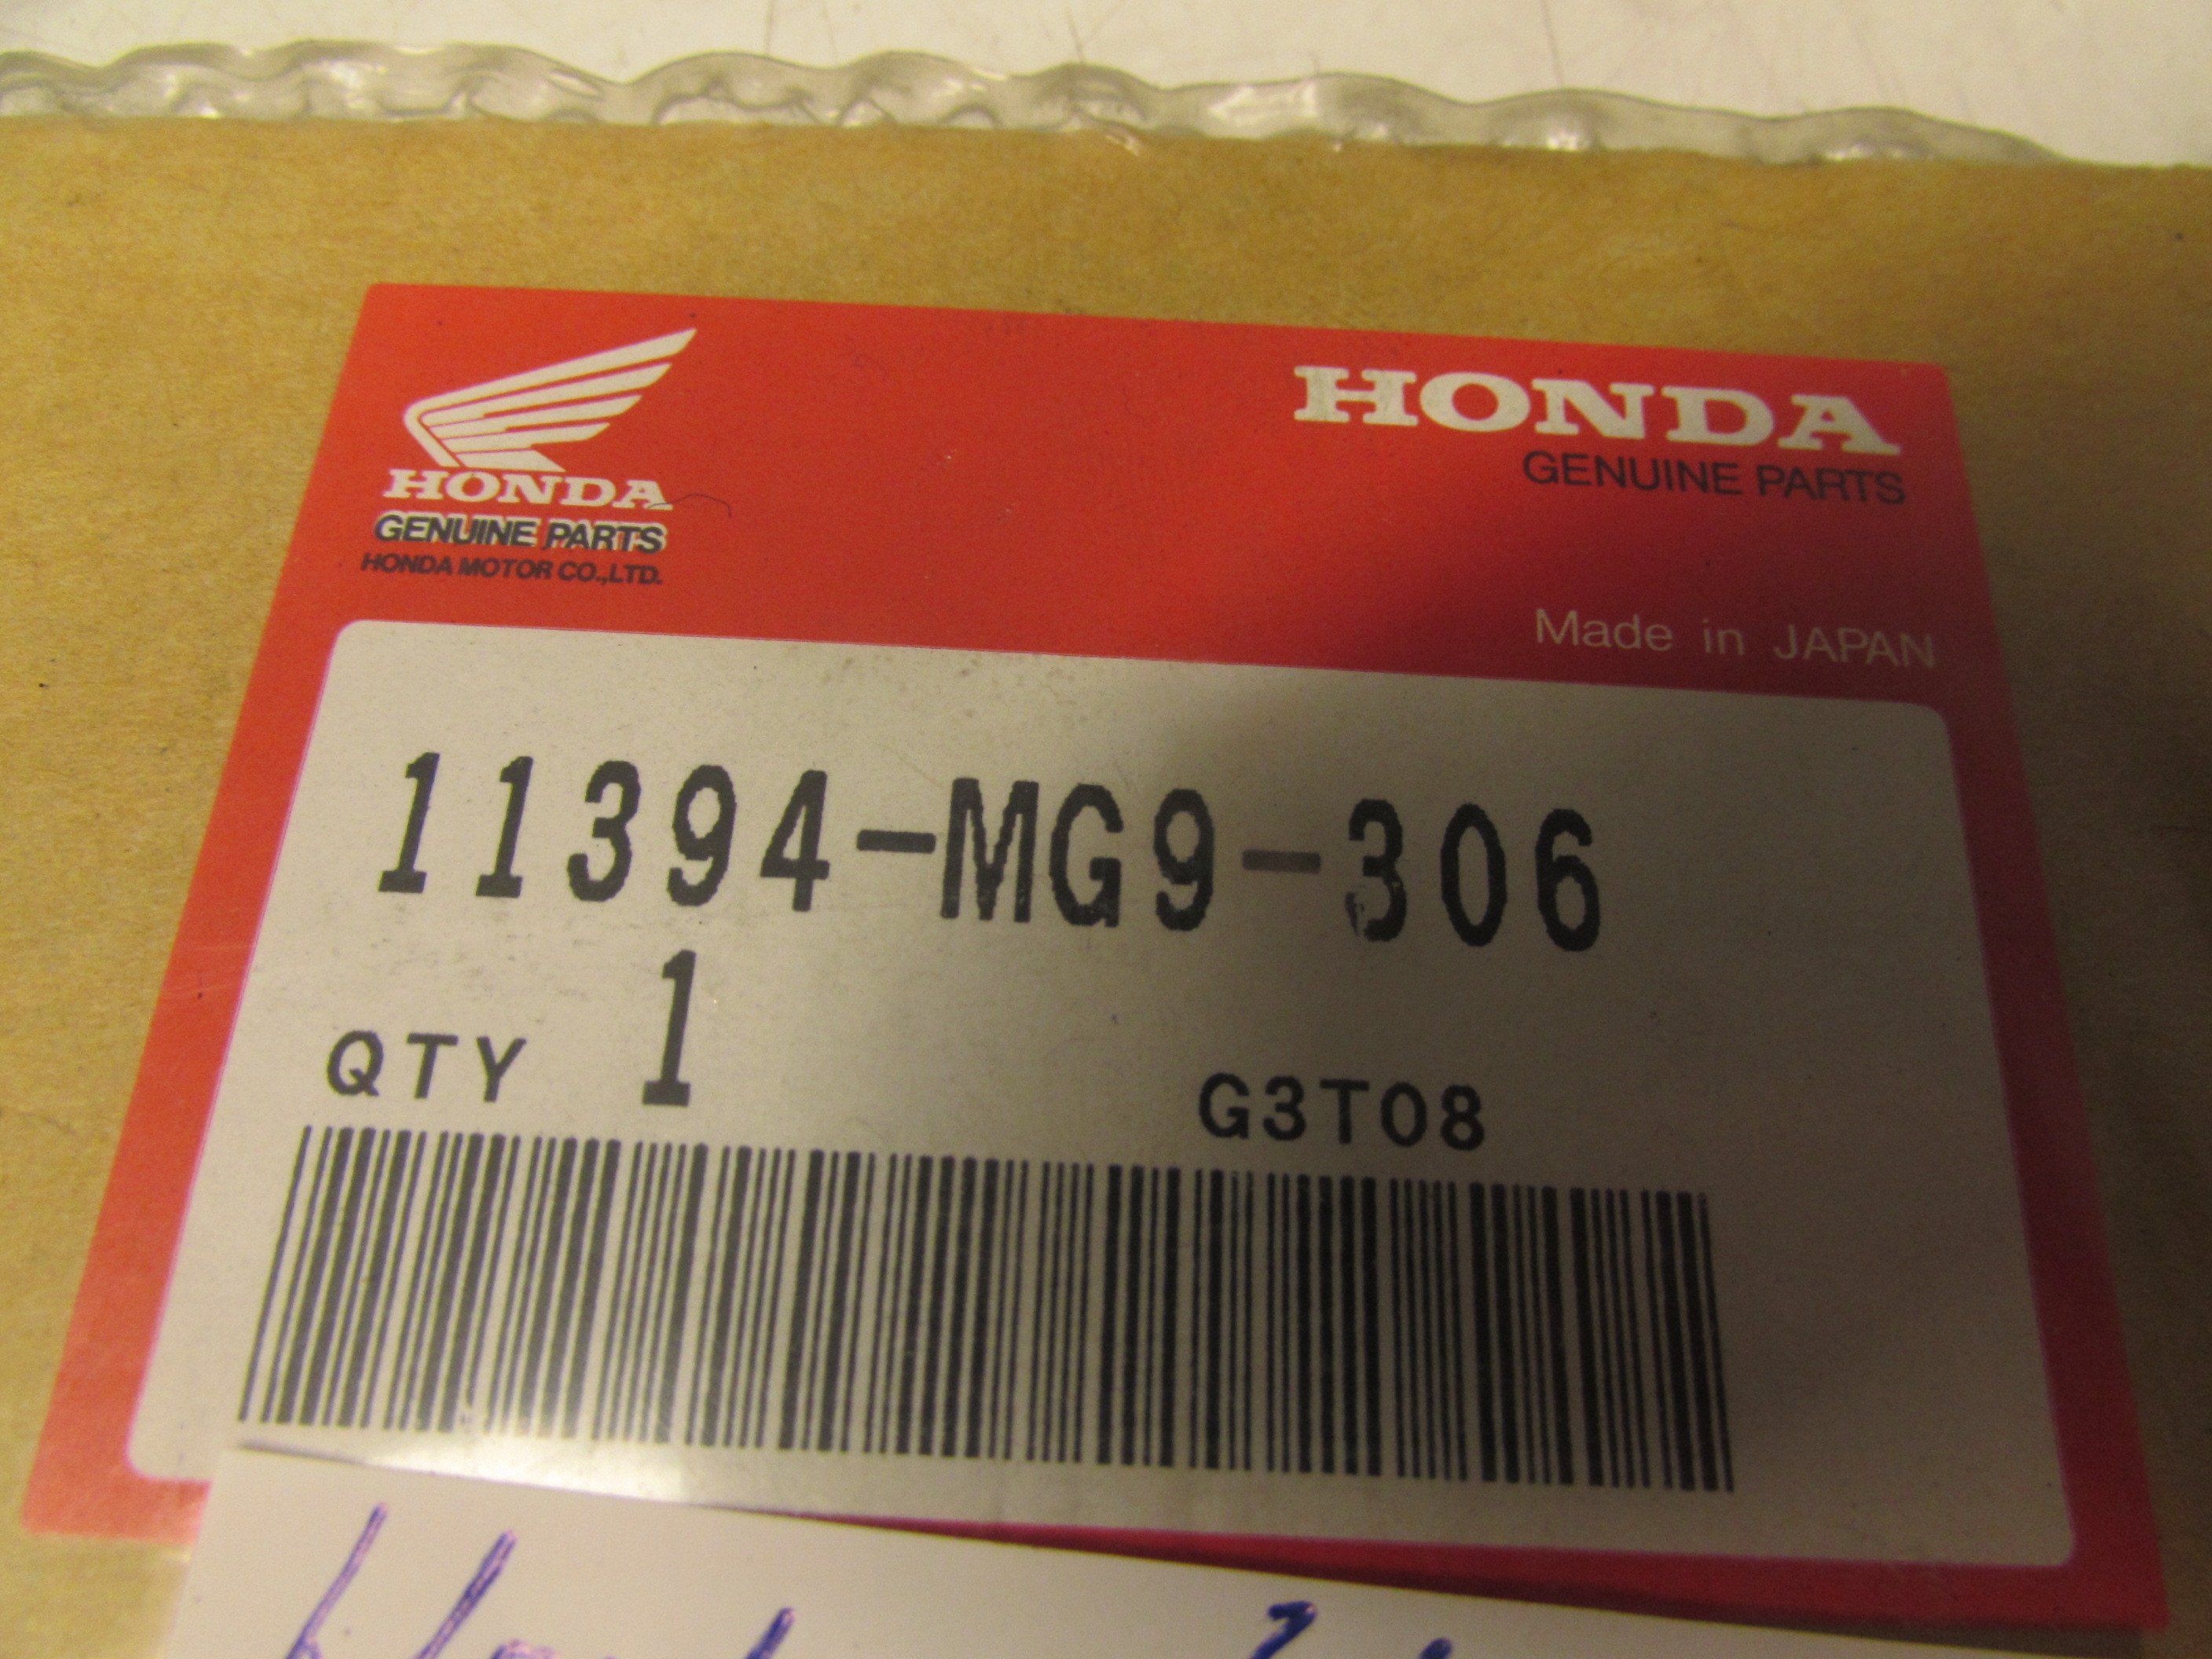 HONDA
GENUINE PARTS
HONDA MOTOR CO.,LTD.
HONDA
GENUINE PARTS
Made in JAPAN
11394-MG9-306
QTY 1
G3T08